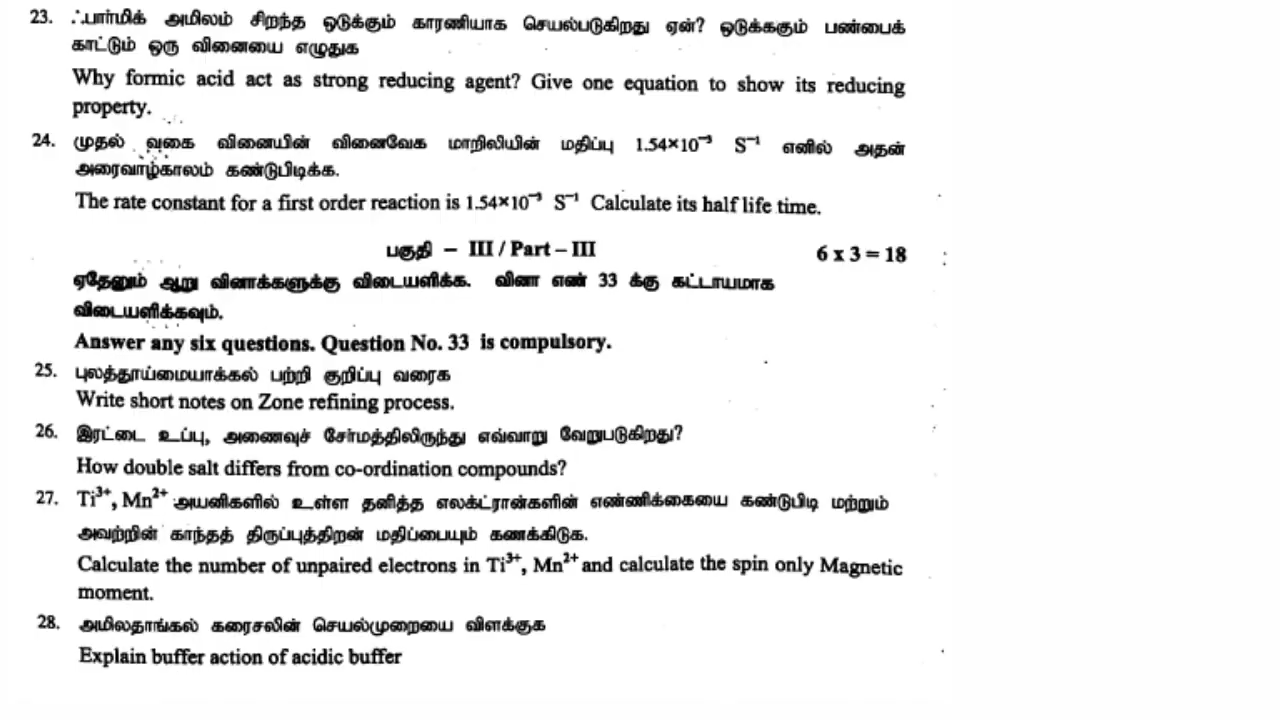 23. ஃபார்மிக் அமிலம் சிறந்த ஒடுக்கும் காரணியாக செயல்படுகிறது ஏன்? ஒடுக்ககும் பண்பைக்
காட்டும் ஒரு வினையை எழுதுக
Why formic acid act as strong reducing agent? Give one equation to show its reducing
property.
24. முதல் வகை வினையின் வினைவேக மாறிலியின் மதிப்பு 1.54×10⁻³ S⁻¹ எனில் அதன்
அரைவாழ்காலம் கண்டுபிடிக்க.
The rate constant for a first order reaction is 1.54×10⁻³ S⁻¹ Calculate its half life time.
பகுதி – III / Part – III 6 x 3 = 18
ஏதேனும் ஆறு வினாக்களுக்கு விடையளிக்க. வினா எண் 33 க்கு கட்டாயமாக
விடையளிக்கவும்.
Answer any six questions. Question No. 33 is compulsory.
25. புலத்தூய்மையாக்கல் பற்றி குறிப்பு வரைக
Write short notes on Zone refining process.
26. இரட்டை உப்பு, அணைவுச் சேர்மத்திலிருந்து எவ்வாறு வேறுபடுகிறது?
How double salt differs from co-ordination compounds?
27. Ti³⁺, Mn²⁺ அயனிகளில் உள்ள தனித்த எலக்ட்ரான்களின் எண்ணிக்கையை கண்டுபிடி மற்றும்
அவற்றின் காந்தத் திருப்புத்திறன் மதிப்பையும் கணக்கிடுக.
Calculate the number of unpaired electrons in Ti³⁺, Mn²⁺ and calculate the spin only Magnetic
moment.
28. அமிலதாங்கல் கரைசலின் செயல்முறையை விளக்குக
Explain buffer action of acidic buffer